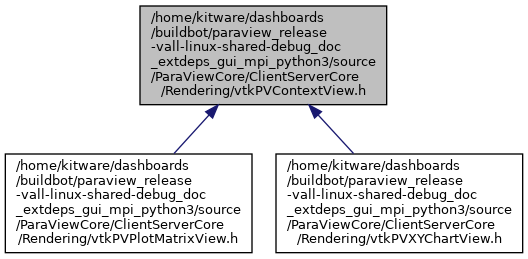 /home/kitware/dashboards
/buildbot/paraview_release
-vall-linux-shared-debug_doc
_extdeps_gui_mpi_python3/source
/ParaViewCore/ClientServerCore
/Rendering/vtkPVContextView.h
/home/kitware/dashboards
/buildbot/paraview_release
-vall-linux-shared-debug_doc
_extdeps_gui_mpi_python3/source
/ParaViewCore/ClientServerCore
/Rendering/vtkPVPlotMatrixView.h
/home/kitware/dashboards
/buildbot/paraview_release
-vall-linux-shared-debug_doc
_extdeps_gui_mpi_python3/source
/ParaViewCore/ClientServerCore
/Rendering/vtkPVXYChartView.h